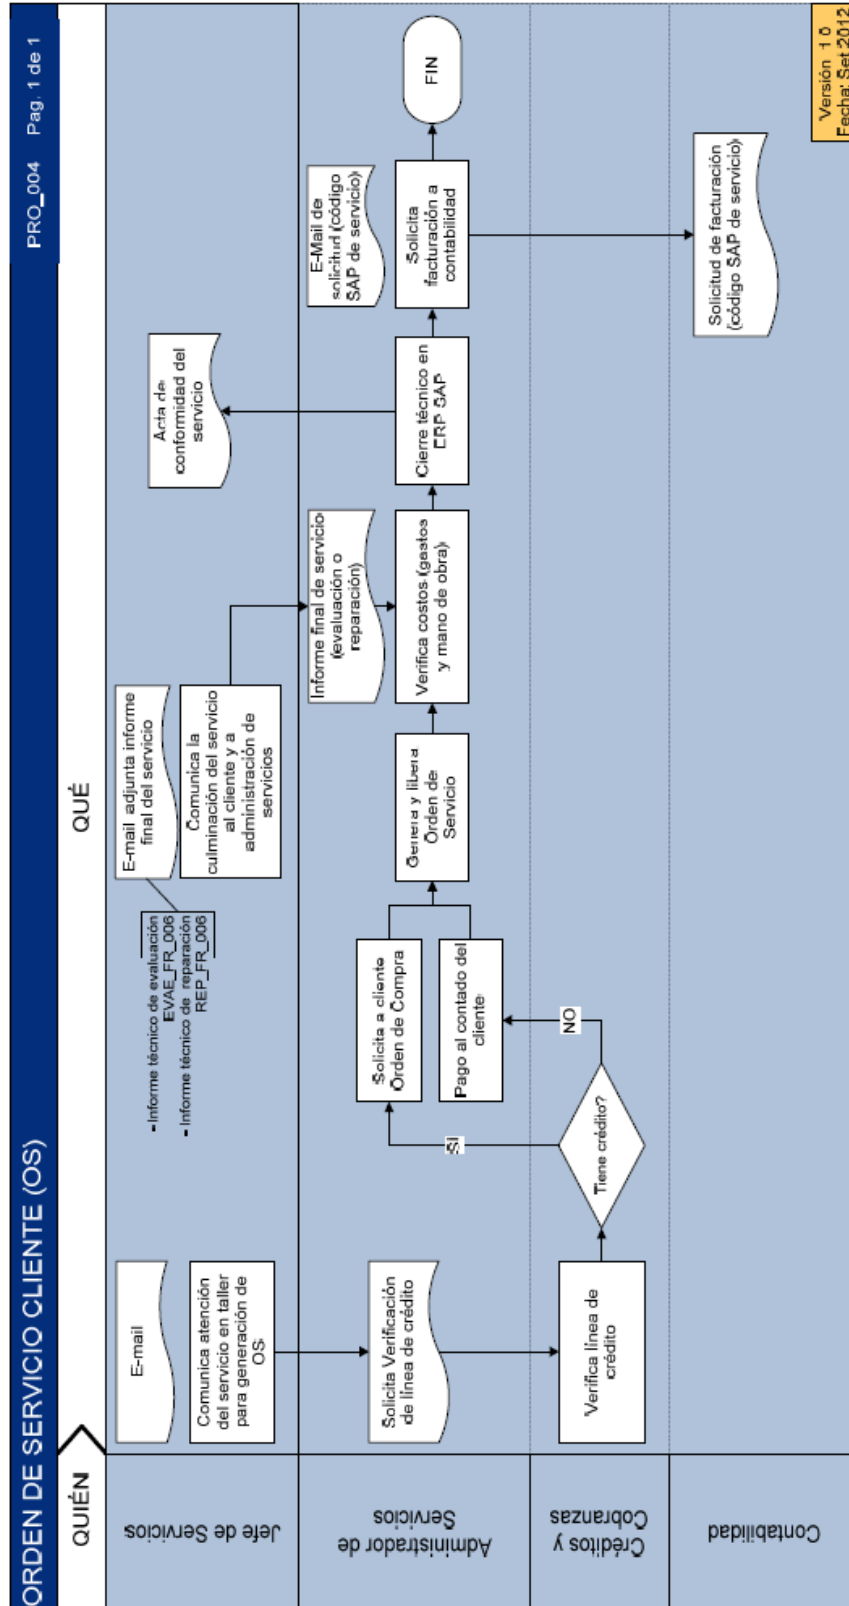 ORDEN DE SERVICIO CLIENTE (OS)
PRO_004 Pag. 1 de 1
QUIÉN
QUÉ
Jefe de Servicios
E-mail
Comunica atención
del servicio en taller
para generación de
OS
- Informe técnico de evaluación
EVAE_FR_006
- Informe técnico de reparación
REP_FR_006
E-mail adjunta informe
final del servicio
Comunica la
culminación del servicio
al cliente y a
administración de
servicios
Acta de
conformidad del
servicio
Administrador de
Servicios
Solicita Verificación
de línea de crédito
SI
Solicita a cliente
Orden de Compra
Pago al contado del
cliente
Genera y libera
Orden de
Servicio
Informe final de servicio
(evaluación o
reparación)
Verifica costos (gastos
y mano de obra)
Cierre técnico en
ERP SAP
E-Mail de
solicitud (código
SAP de servicio)
Solicita
facturación a
contabilidad
FIN
Créditos y
Cobranzas
Verifica línea de
crédito
Tiene crédito?
NO
Contabilidad
Solicitud de facturación
(código SAP de servicio)
Versión 1.0
Fecha: Set 2012